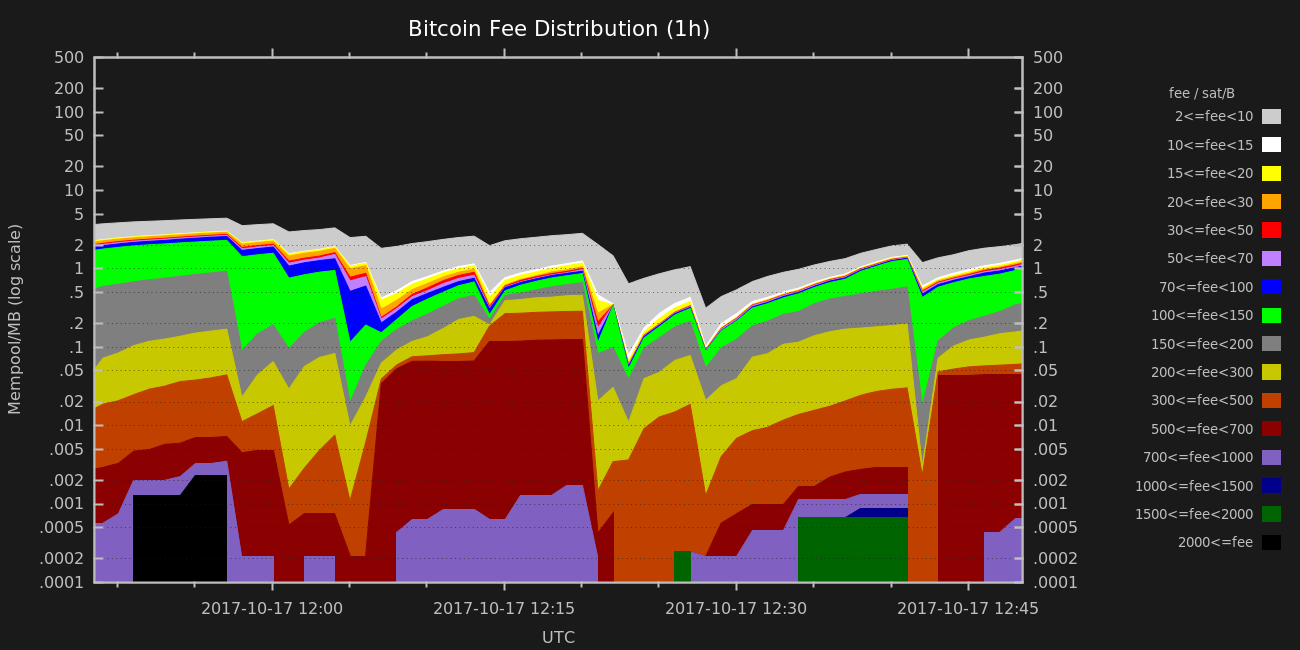 Bitcoin Fee Distribution (1h)
500
200
100
50
20
10
5
2
1
.5
.2
.1
.05
.02
.01
.005
.002
.001
.0005
.0002
.0001
Mempool/MB (log scale)
500
200
100
50
20
10
5
2
1
.5
.2
.1
.05
.02
.01
.005
.002
.001
.0005
.0002
.0001
fee / sat/B
2<=fee<10
10<=fee<15
15<=fee<20
20<=fee<30
30<=fee<50
50<=fee<70
70<=fee<100
100<=fee<150
150<=fee<200
200<=fee<300
300<=fee<500
500<=fee<700
700<=fee<1000
1000<=fee<1500
1500<=fee<2000
2000<=fee
2017-10-17 12:00 2017-10-17 12:15 2017-10-17 12:30 2017-10-17 12:45
UTC